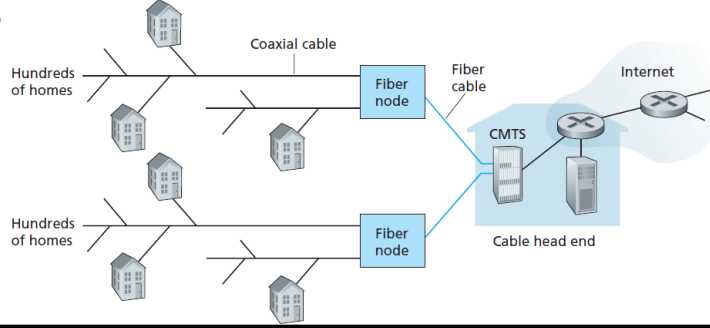 Coaxial cable
Hundreds
of homes
Fiber
node
Fiber
cable
Internet
CMTS
Hundreds
of homes
Fiber
node
Cable head end